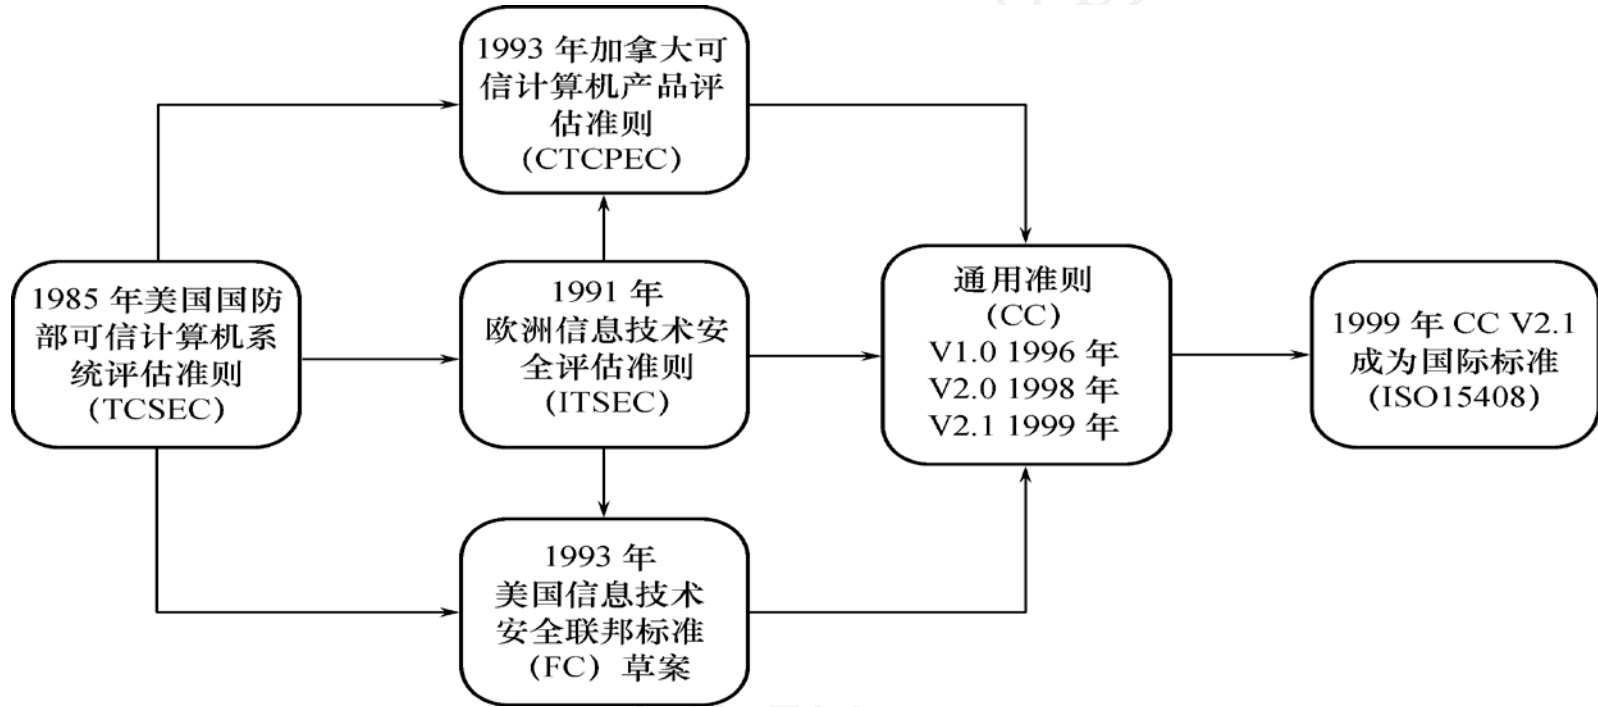 1993 年加拿大可
信计算机产品评
估准则
(CTCPEC)
1985 年美国国防
部可信计算机系
统评估准则
(TCSEC)
1991 年
欧洲信息技术安
全评估准则
(ITSEC)
通用准则
(CC)
V1.0 1996 年
V2.0 1998 年
V2.1 1999 年
1999 年 CC V2.1
成为国际标准
(ISO15408)
1993 年
美国信息技术
安全联邦标准
(FC) 草案